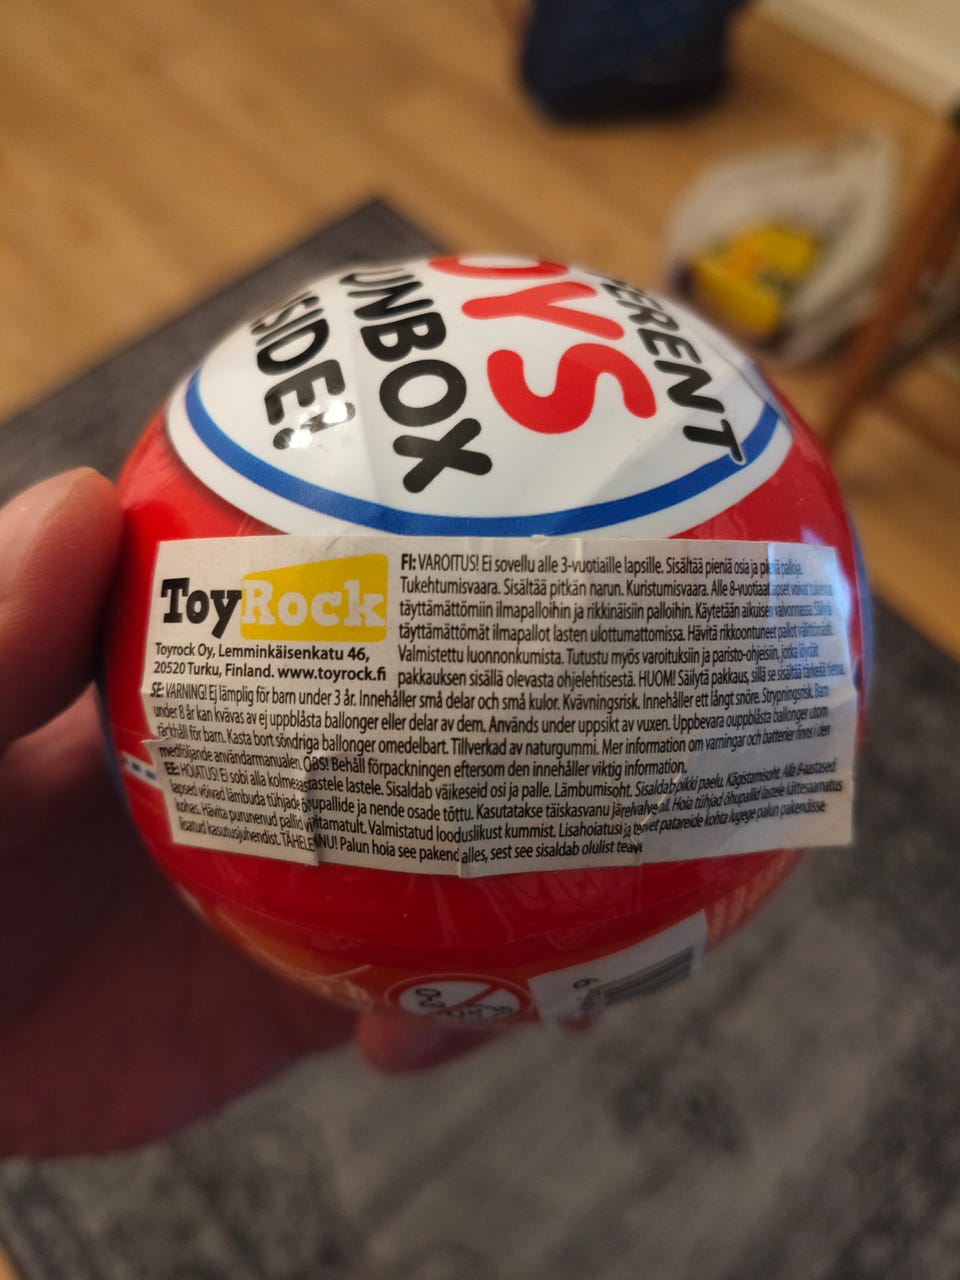 ERENT
OYS
UNBOX
SIDE!
ToyRock
Toyrock Oy, Lemminkäisenkatu 46,
20520 Turku, Finland. www.toyrock.fi
FI: VAROITUS! Ei sovellu alle 3-vuotiaille lapsille. Sisältää pieniä osia ja pieniä palloja.
Tukehtumisvaara. Sisältää pitkän narun. Kuristumisvaara. Alle 8-vuotiaat lapset voivat tukehtua
täyttämättömiin ilmapalloihin ja rikkinäisiin palloihin. Käytetään aikuisen valvonnassa. Säilytä
täyttämättömät ilmapallot lasten ulottumattomissa. Hävitä rikkoontuneet pallot välittömästi.
Valmistettu luonnonkumista. Tutustu myös varoituksiin ja paristo-ohjeisiin, jotka löydät
pakkauksen sisällä olevasta ohjelehtisestä. HUOM! Säilytä pakkaus, sillä se sisältää tärkeää tietoa.
SE: VARNING! Ej lämplig för barn under 3 år. Innehåller små delar och små kulor. Kvävningsrisk. Innehåller ett långt snöre. Strypningsrisk. Barn
under 8 år kan kvävas av ej uppblåsta ballonger eller delar av dem. Används under uppsikt av vuxen. Uppbevara ouppblåsta ballonger utom
räckhåll för barn. Kasta bort söndriga ballonger omedelbart. Tillverkad av naturgummi. Mer information om varningar och batterier finns i den
medföljande användarmanualen. OBS! Behåll förpackningen eftersom den innehåller viktig information.
EE: HOIATUS! Ei sobi alla kolmeaastastele lastele. Sisaldab väikeseid osi ja palle. Lämbumisoht. Sisaldab pikki paelu. Kägistamisoht. Alla 8-aastased
lapsed võivad lämbuda tühjade õhupallide ja nende osade tõttu. Kasutatakse täiskasvanu järelvalve all. Hoia tühjad õhupallid lastele kättesaamatus
kohas. Hävita purunenud pallid viitamatult. Valmistatud looduslikust kummist. Lisahoiatusi ja teavet patareide kohta lugege palun pakendisse
lisatud kasutusjuhendist. TÄHELEPANU! Palun hoia see pakend alles, sest see sisaldab olulist teavet.
0-3
6